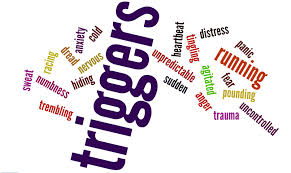 triggers
heartbeat
distress
cold
anxiety
dread
racing
nervous
hiding
numbness
sweat
trembling
tingling
unpredictable
sudden
agitated
running
panic
fear
pounding
anger
trauma
uncontrolled